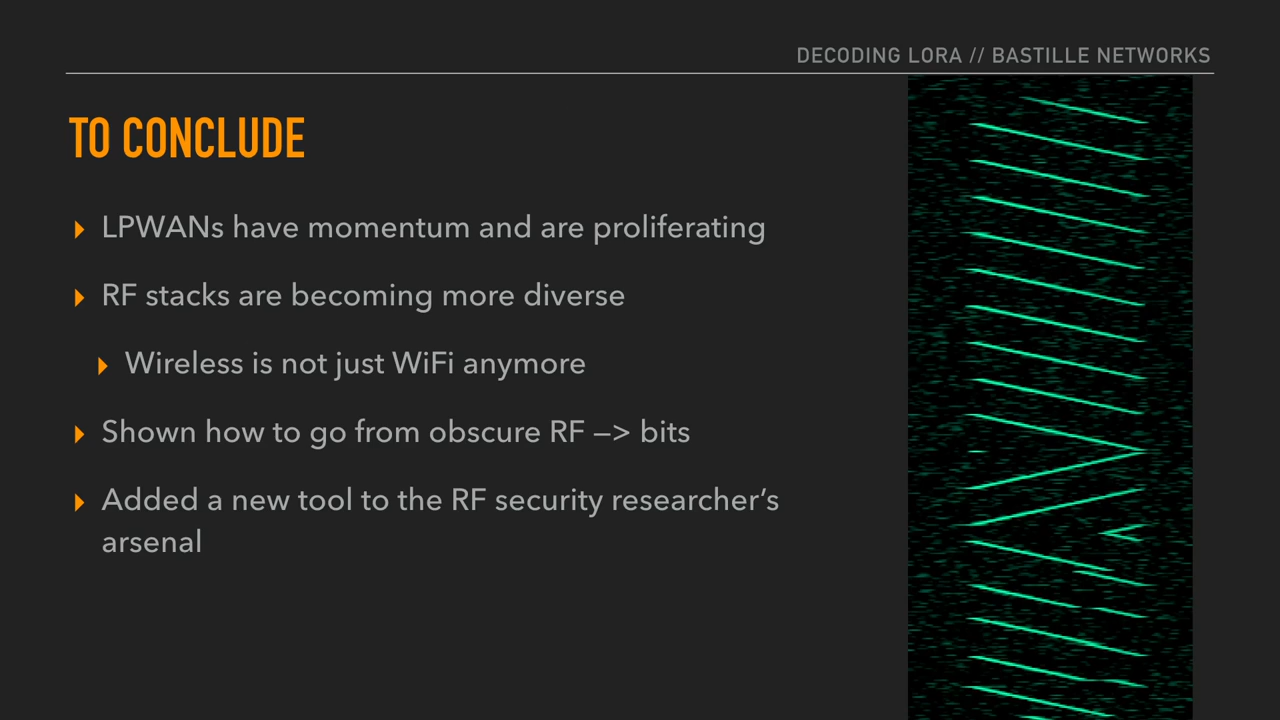 DECODING LORA // BASTILLE NETWORKS
TO CONCLUDE
LPWANs have momentum and are proliferating
RF stacks are becoming more diverse
Wireless is not just WiFi anymore
Shown how to go from obscure RF —> bits
Added a new tool to the RF security researcher’s
arsenal